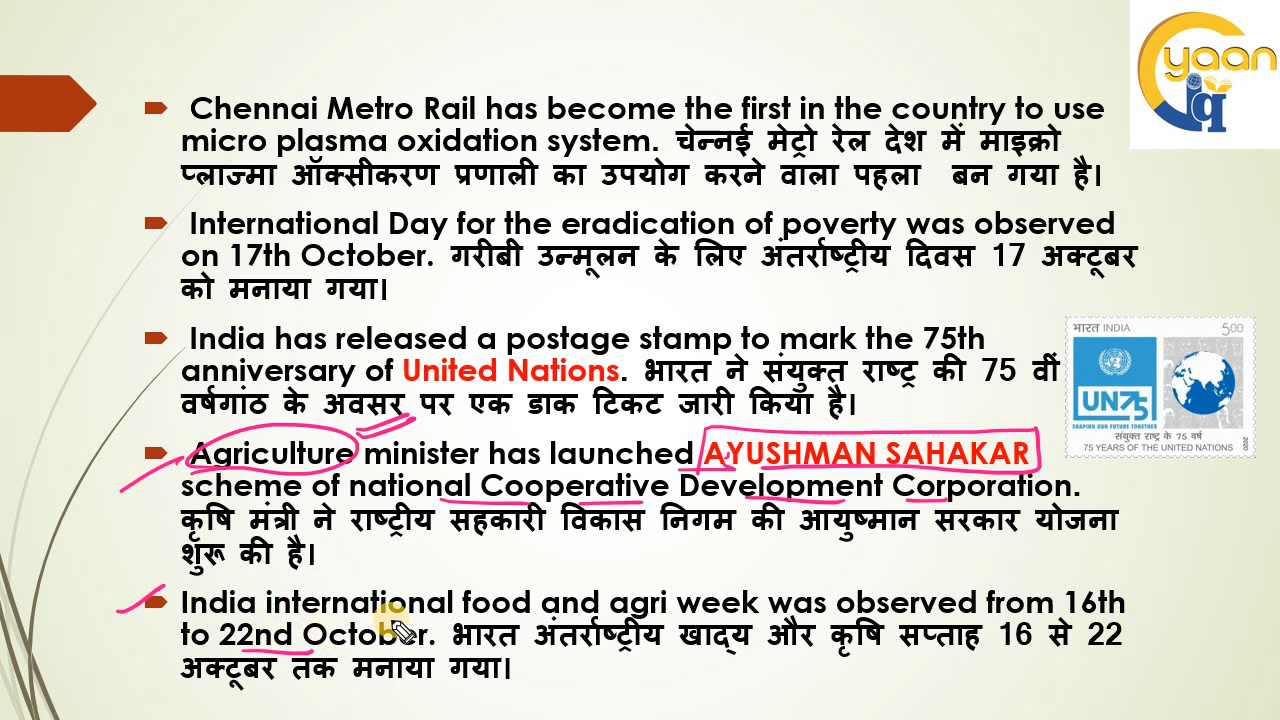 yaan
iq
Chennai Metro Rail has become the first in the country to use
micro plasma oxidation system. चेन्नई मेट्रो रेल देश में माइक्रो
प्लाज्मा ऑक्सीकरण प्रणाली का उपयोग करने वाला पहला बन गया है।
International Day for the eradication of poverty was observed
on 17th October. गरीबी उन्मूलन के लिए अंतर्राष्ट्रीय दिवस 17 अक्टूबर
को मनाया गया।
India has released a postage stamp to mark the 75th
anniversary of United Nations. भारत ने संयुक्त राष्ट्र की 75 वीं
वर्षगांठ के अवसर पर एक डाक टिकट जारी किया है।
भारत INDIA 500
UN75
SHAPING OUR FUTURE TOGETHER
संयुक्त राष्ट्र के 75 वर्ष
75 YEARS OF THE UNITED NATIONS
2020
Agriculture minister has launched AYUSHMAN SAHAKAR
scheme of national Cooperative Development Corporation.
कृषि मंत्री ने राष्ट्रीय सहकारी विकास निगम की आयुष्मान सरकार योजना
शुरू की है।
India international food and agri week was observed from 16th
to 22nd October. भारत अंतर्राष्ट्रीय खाद्य और कृषि सप्ताह 16 से 22
अक्टूबर तक मनाया गया।